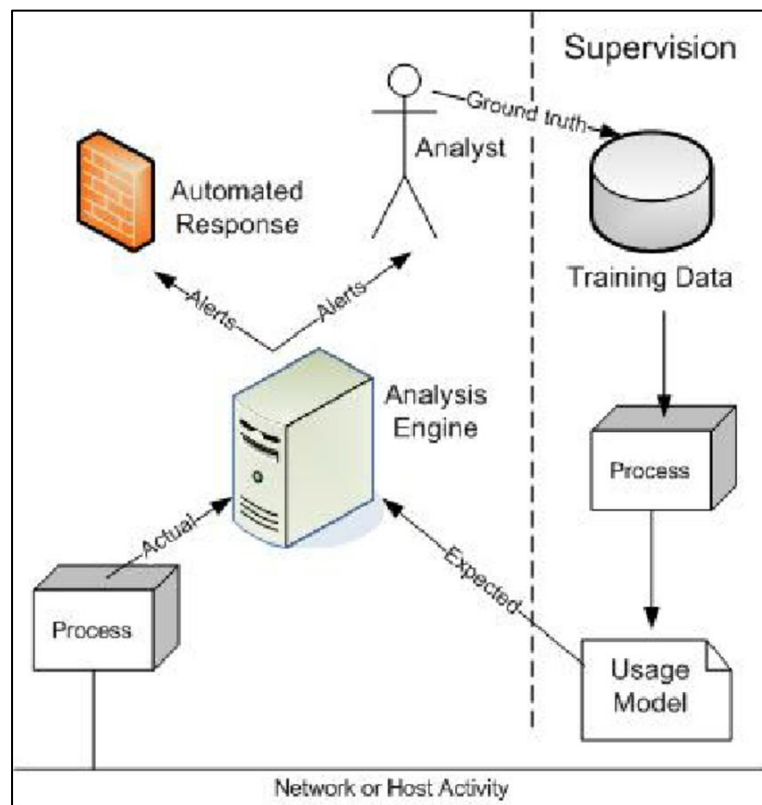 Supervision
Ground truth
Analyst
Automated
Response
Training Data
Alerts
Alerts
Analysis
Engine
Process
Actual
Expected
Process
Usage
Model
Network or Host Activity